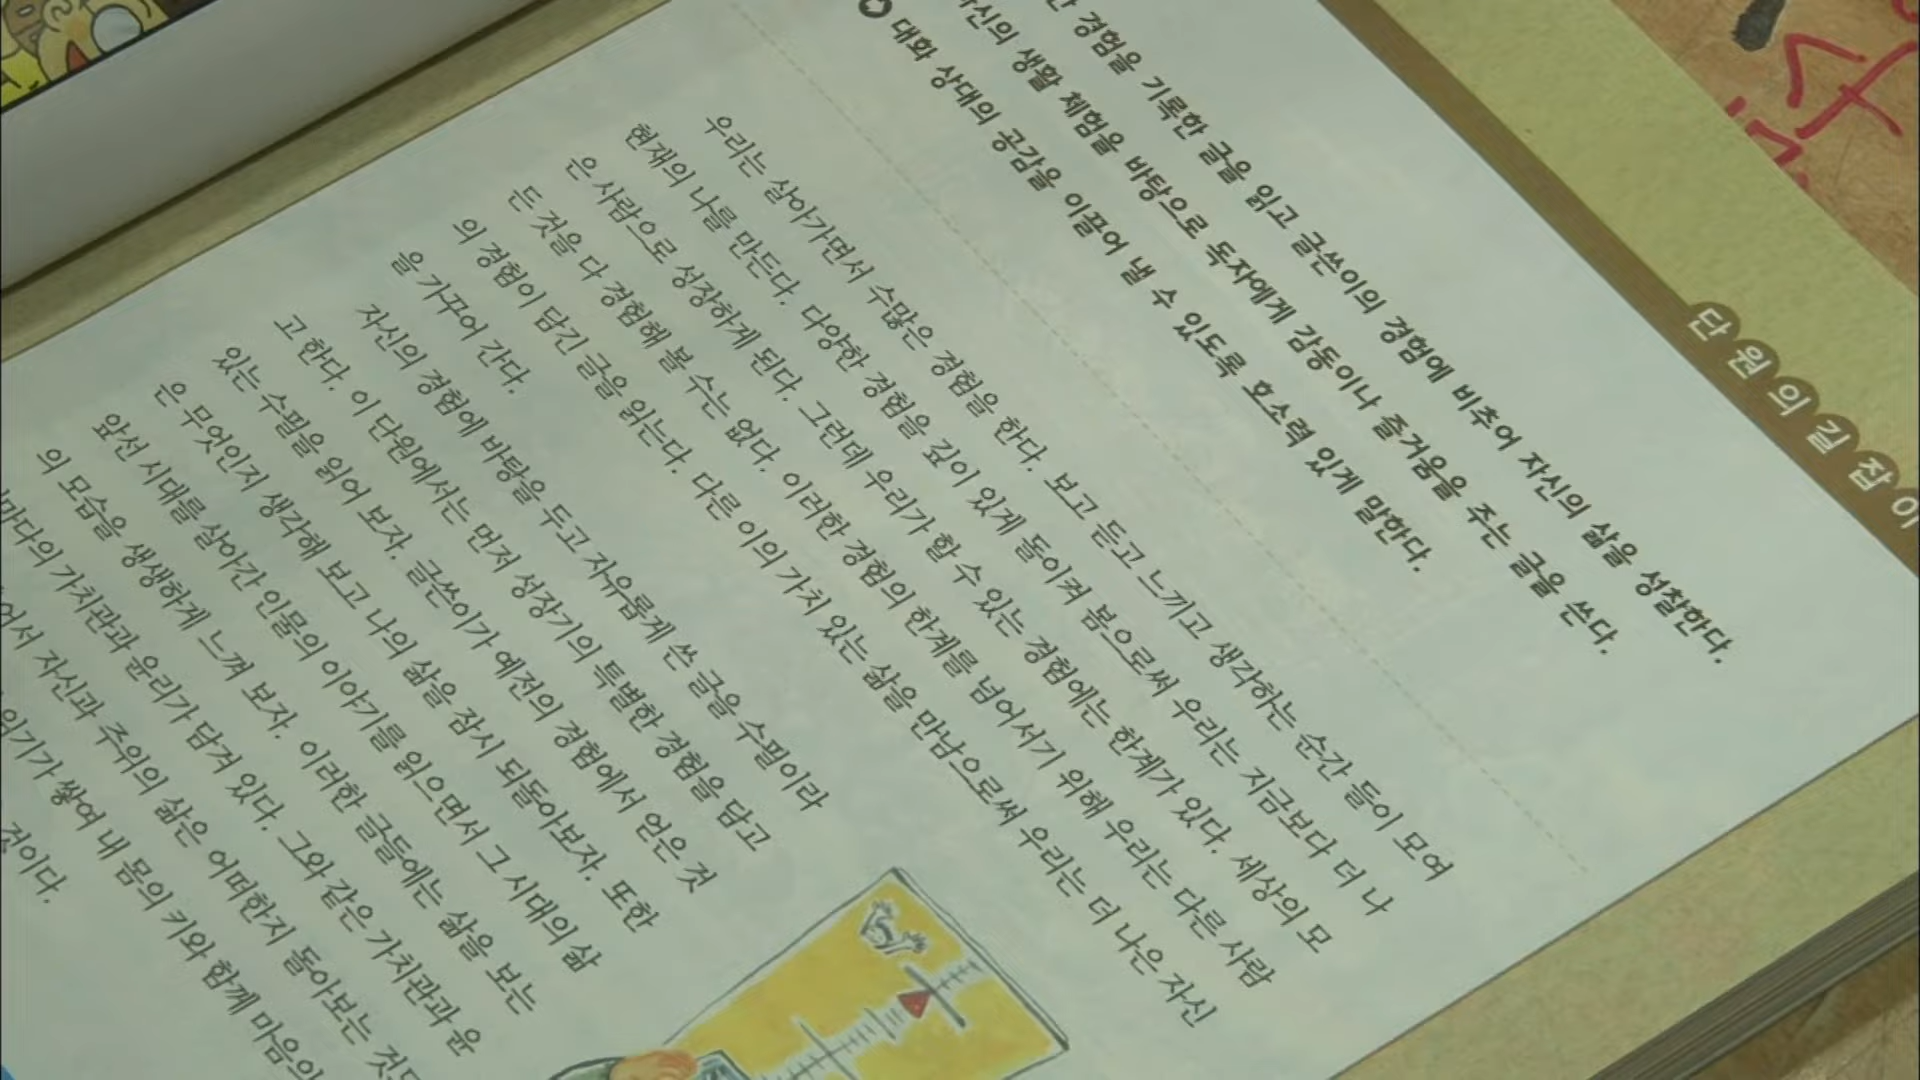 단원의 길잡이
경험을 기록한 글을 읽고 글쓴이의 경험에 비추어 자신의 삶을 성찰한다.
자신의 생활 체험을 바탕으로 독자에게 감동이나 즐거움을 주는 글을 쓴다.
대화 상대의 공감을 이끌어 낼 수 있도록 호소력 있게 말한다.
우리는 살아가면서 수많은 경험을 한다. 보고 듣고 느끼고 생각하는 순간 들이 모여
현재의 나를 만든다. 다양한 경험을 깊이 있게 돌이켜 봄으로써 우리는 지금보다 더 나
은 사람으로 성장하게 된다. 그런데 우리가 할 수 있는 경험에는 한계가 있다. 세상의 모
든 것을 다 경험해 볼 수는 없다. 이러한 경험의 한계를 넘어서기 위해 우리는 다른 사람
의 경험이 담긴 글을 읽는다. 다른 이의 가치 있는 삶을 만남으로써 우리는 더 나은 자신
을 가꾸어 간다.
자신의 경험에 바탕을 두고 자유롭게 쓴 글을 수필이라
고 한다. 이 단원에서는 먼저 성장기의 특별한 경험을 담고
있는 수필을 읽어 보자. 글쓴이가 예전의 경험에서 얻은 것
은 무엇인지 생각해 보고 나의 삶을 잠시 되돌아보자. 또한
앞선 시대를 살아간 인물의 이야기를 읽으면서 그 시대의 삶
의 모습을 생생하게 느껴 보자. 이러한 글들에는 삶을 보는
가치관과 윤리가 담겨 있다. 그와 같은 가치관과 윤
자신과 주위의 삶은 어떠한지 돌아보는
읽기가 쌓여 내 몸의 키와 함께 마음의
것이다.